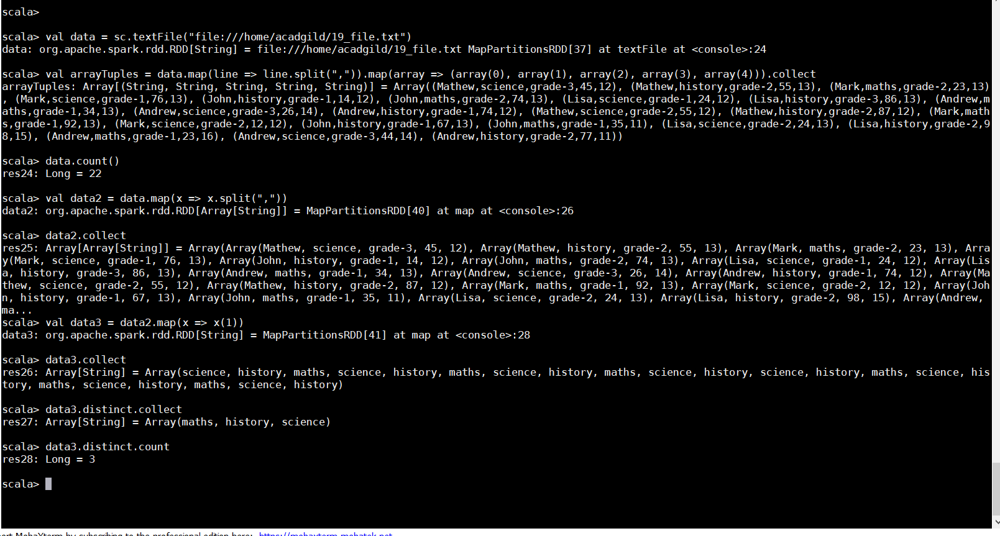 scala>
scala> val data = sc.textFile("file:///home/acadgild/19_file.txt")
data: org.apache.spark.rdd.RDD[String] = file:///home/acadgild/19_file.txt MapPartitionsRDD[37] at textFile at <console>:24
scala> val arrayTuples = data.map(line => line.split(",")).map(array => (array(0), array(1), array(2), array(3), array(4))).collect
arrayTuples: Array[(String, String, String, String, String)] = Array((Mathew,science,grade-3,45,12), (Mathew,history,grade-2,55,13), (Mark,maths,grade-2,23,13)
, (Mark,science,grade-1,76,13), (John,history,grade-1,14,12), (John,maths,grade-2,74,13), (Lisa,science,grade-1,24,12), (Lisa,history,grade-3,86,13), (Andrew,m
aths,grade-1,34,13), (Andrew,science,grade-3,26,14), (Andrew,history,grade-1,74,12), (Mathew,science,grade-2,55,12), (Mathew,history,grade-2,87,12), (Mark,math
s,grade-1,92,13), (Mark,science,grade-2,12,12), (John,history,grade-1,67,13), (John,maths,grade-1,35,11), (Lisa,science,grade-2,24,13), (Lisa,history,grade-2,9
8,15), (Andrew,maths,grade-1,23,16), (Andrew,science,grade-3,44,14), (Andrew,history,grade-2,77,11))
scala> data.count()
res24: Long = 22
scala> val data2 = data.map(x => x.split(","))
data2: org.apache.spark.rdd.RDD[Array[String]] = MapPartitionsRDD[40] at map at <console>:26
scala> data2.collect
res25: Array[Array[String]] = Array(Array(Mathew, science, grade-3, 45, 12), Array(Mathew, history, grade-2, 55, 13), Array(Mark, maths, grade-2, 23, 13), Arra
y(Mark, science, grade-1, 76, 13), Array(John, history, grade-1, 14, 12), Array(John, maths, grade-2, 74, 13), Array(Lisa, science, grade-1, 24, 12), Array(Lis
a, history, grade-3, 86, 13), Array(Andrew, maths, grade-1, 34, 13), Array(Andrew, science, grade-3, 26, 14), Array(Andrew, history, grade-1, 74, 12), Array(Ma
thew, science, grade-2, 55, 12), Array(Mathew, history, grade-2, 87, 12), Array(Mark, maths, grade-1, 92, 13), Array(Mark, science, grade-2, 12, 12), Array(Joh
n, history, grade-1, 67, 13), Array(John, maths, grade-1, 35, 11), Array(Lisa, science, grade-2, 24, 13), Array(Lisa, history, grade-2, 98, 15), Array(Andrew,
ma...
scala> val data3 = data2.map(x => x(1))
data3: org.apache.spark.rdd.RDD[String] = MapPartitionsRDD[41] at map at <console>:28
scala> data3.collect
res26: Array[String] = Array(science, history, maths, science, history, maths, science, history, maths, science, history, science, history, maths, science, his
tory, maths, science, history, maths, science, history)
scala> data3.distinct.collect
res27: Array[String] = Array(maths, history, science)
scala> data3.distinct.count
res28: Long = 3
scala>
ort MobaXterm by subscribing to the professional edition here: https://mobaxterm.mobatek.net